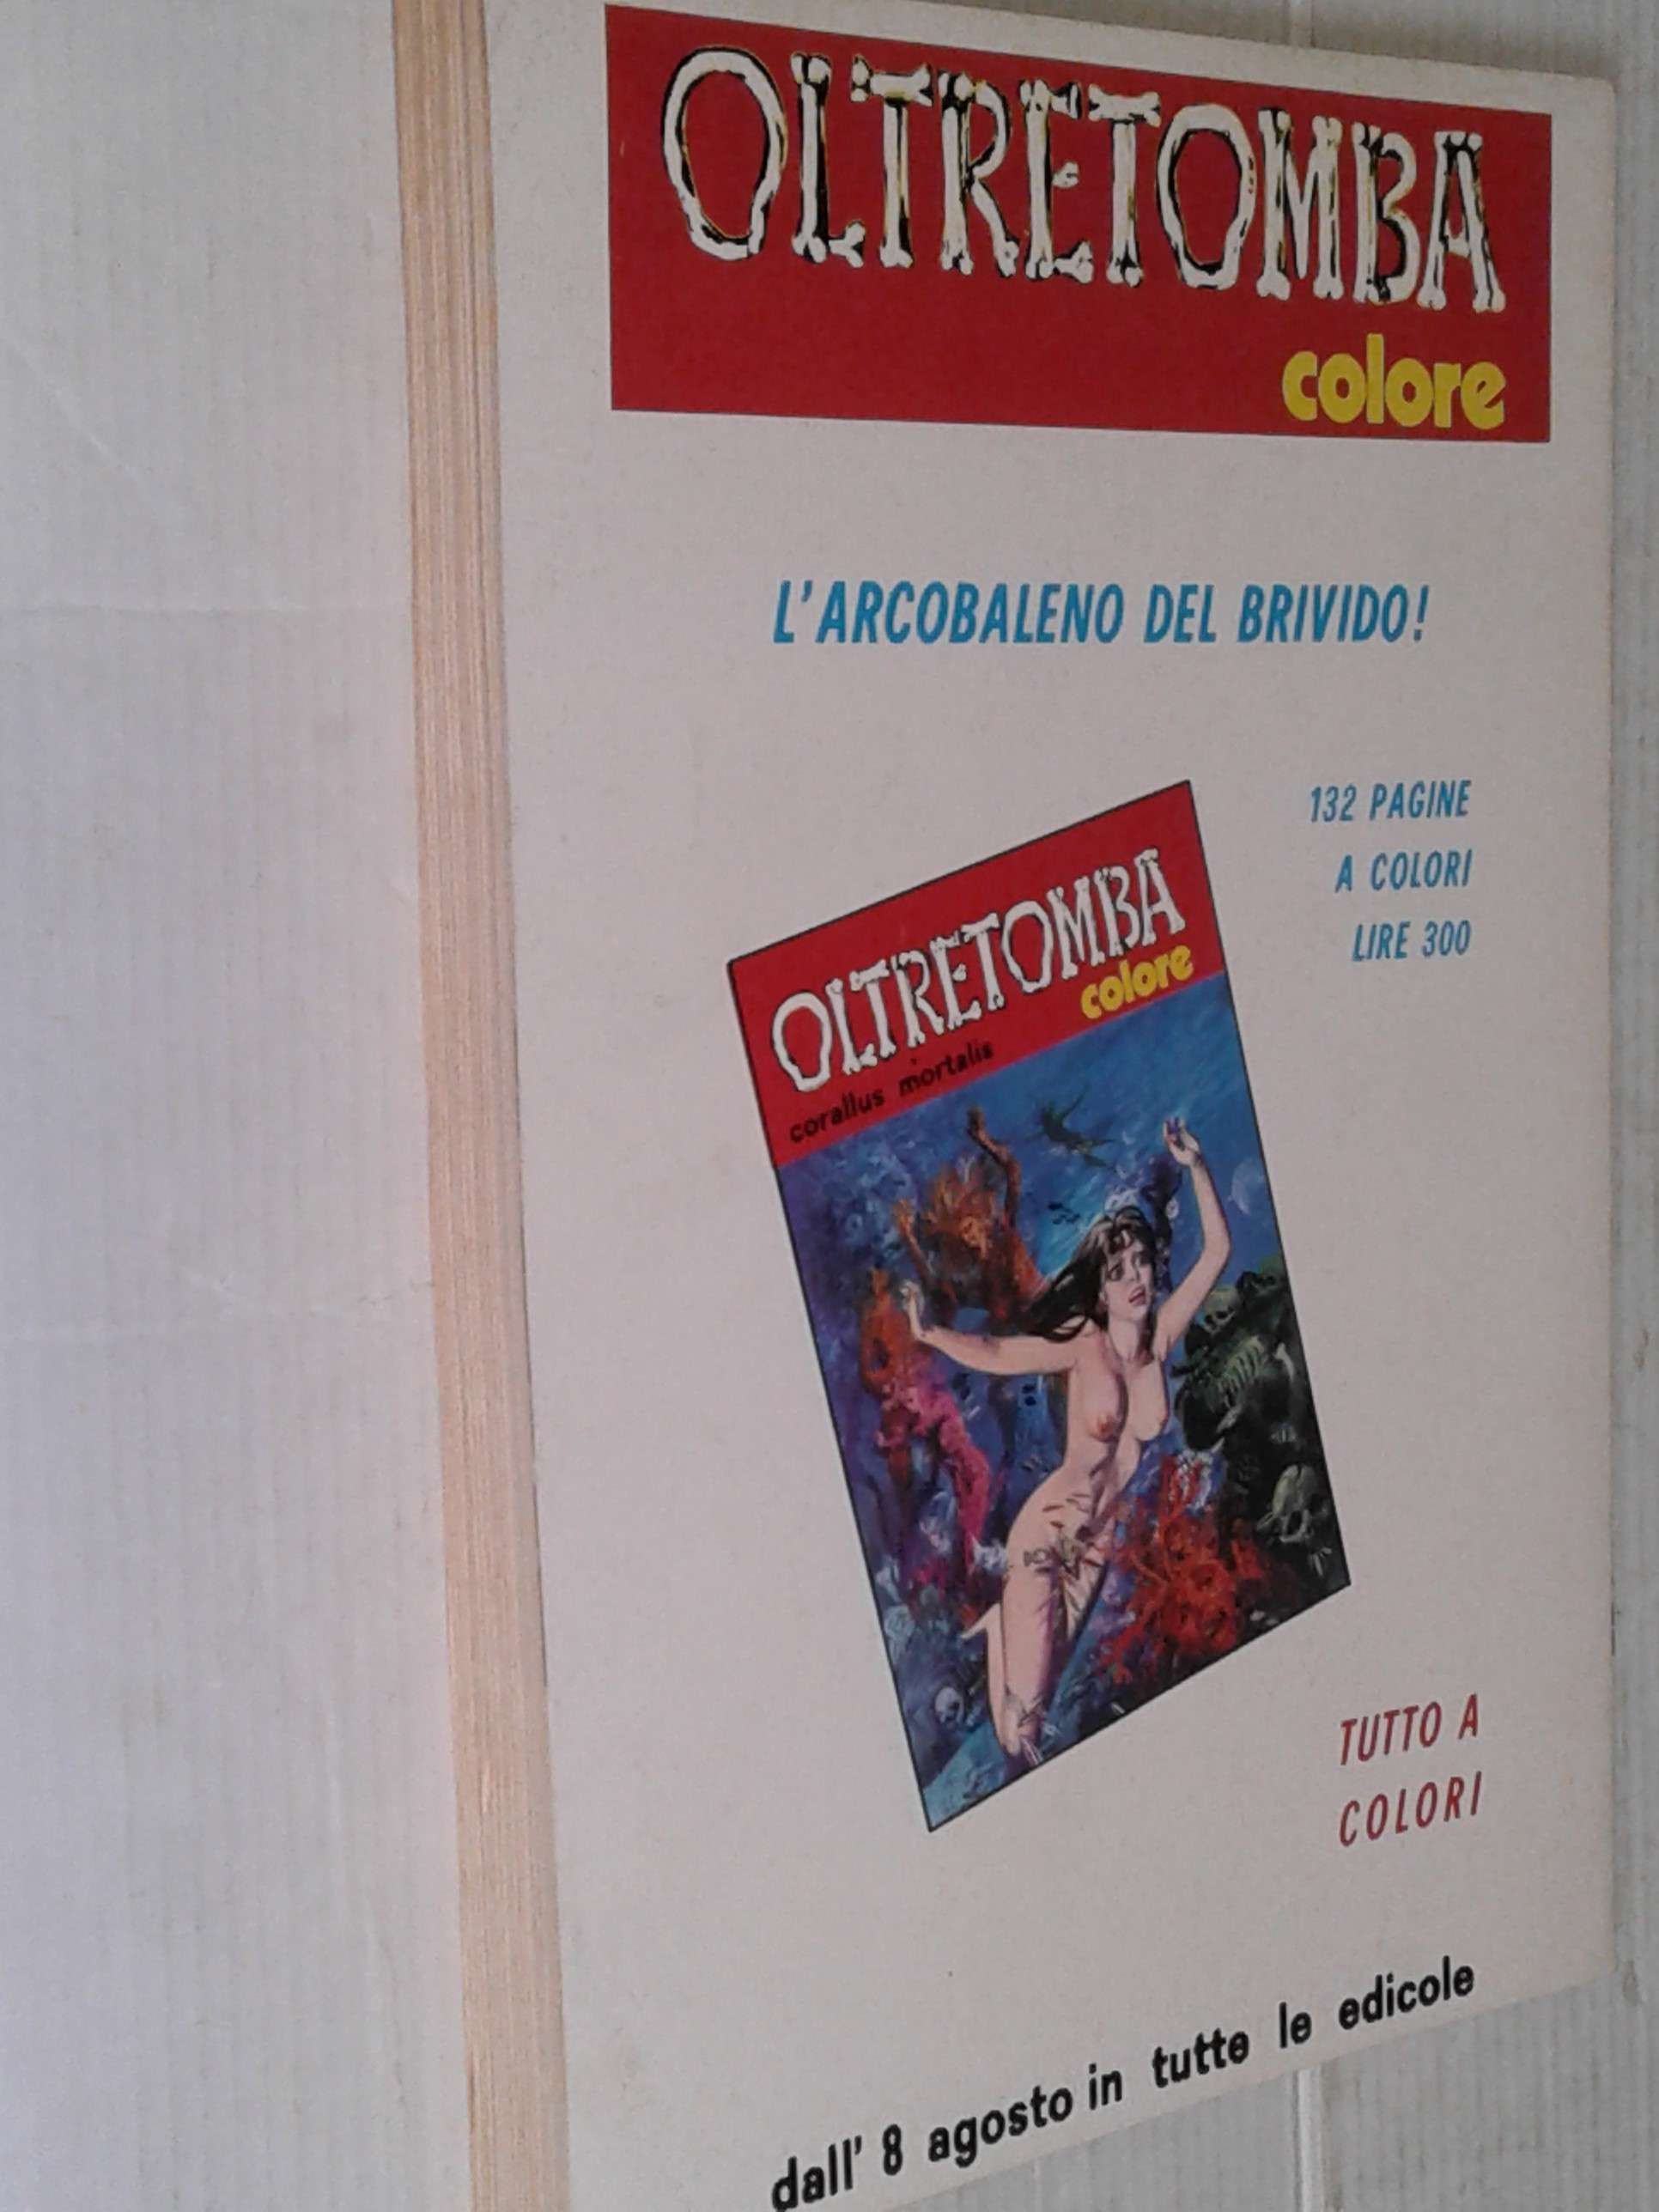 OLTRETOMBA
colore
L'ARCOBALENO DEL BRIVIDO!
132 PAGINE
A COLORI
LIRE 300
OLTRETOMBA
colore
corallus mortalis
TUTTO A
COLORI
dall' 8 agosto in tutte le edicole